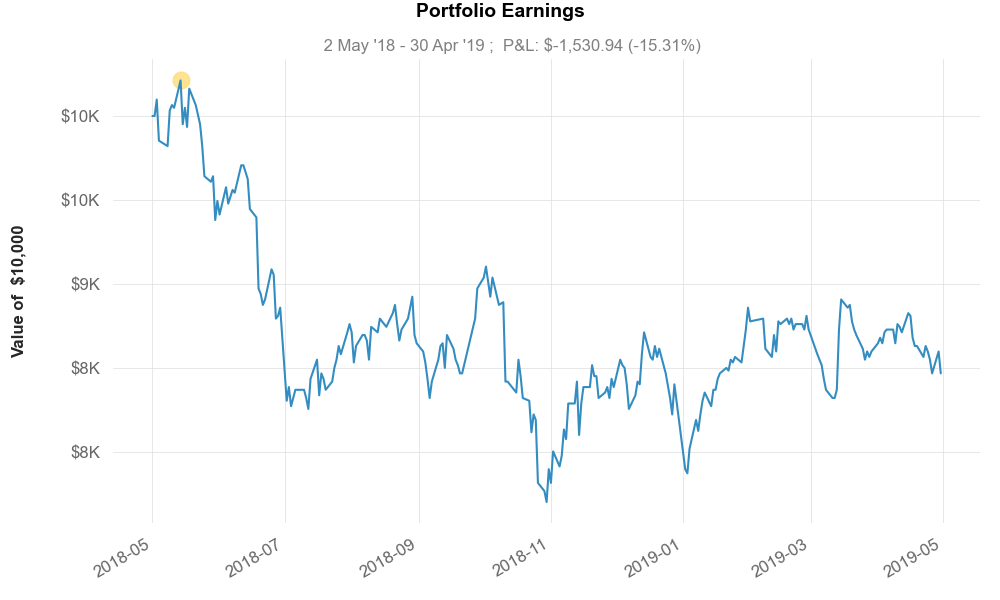 Portfolio Earnings
2 May '18 - 30 Apr '19 ;  P&L: $-1,530.94 (-15.31%)
Value of  $10,000
$10K
$10K
$9K
$8K
$8K
2018-05
2018-07
2018-09
2018-11
2019-01
2019-03
2019-05